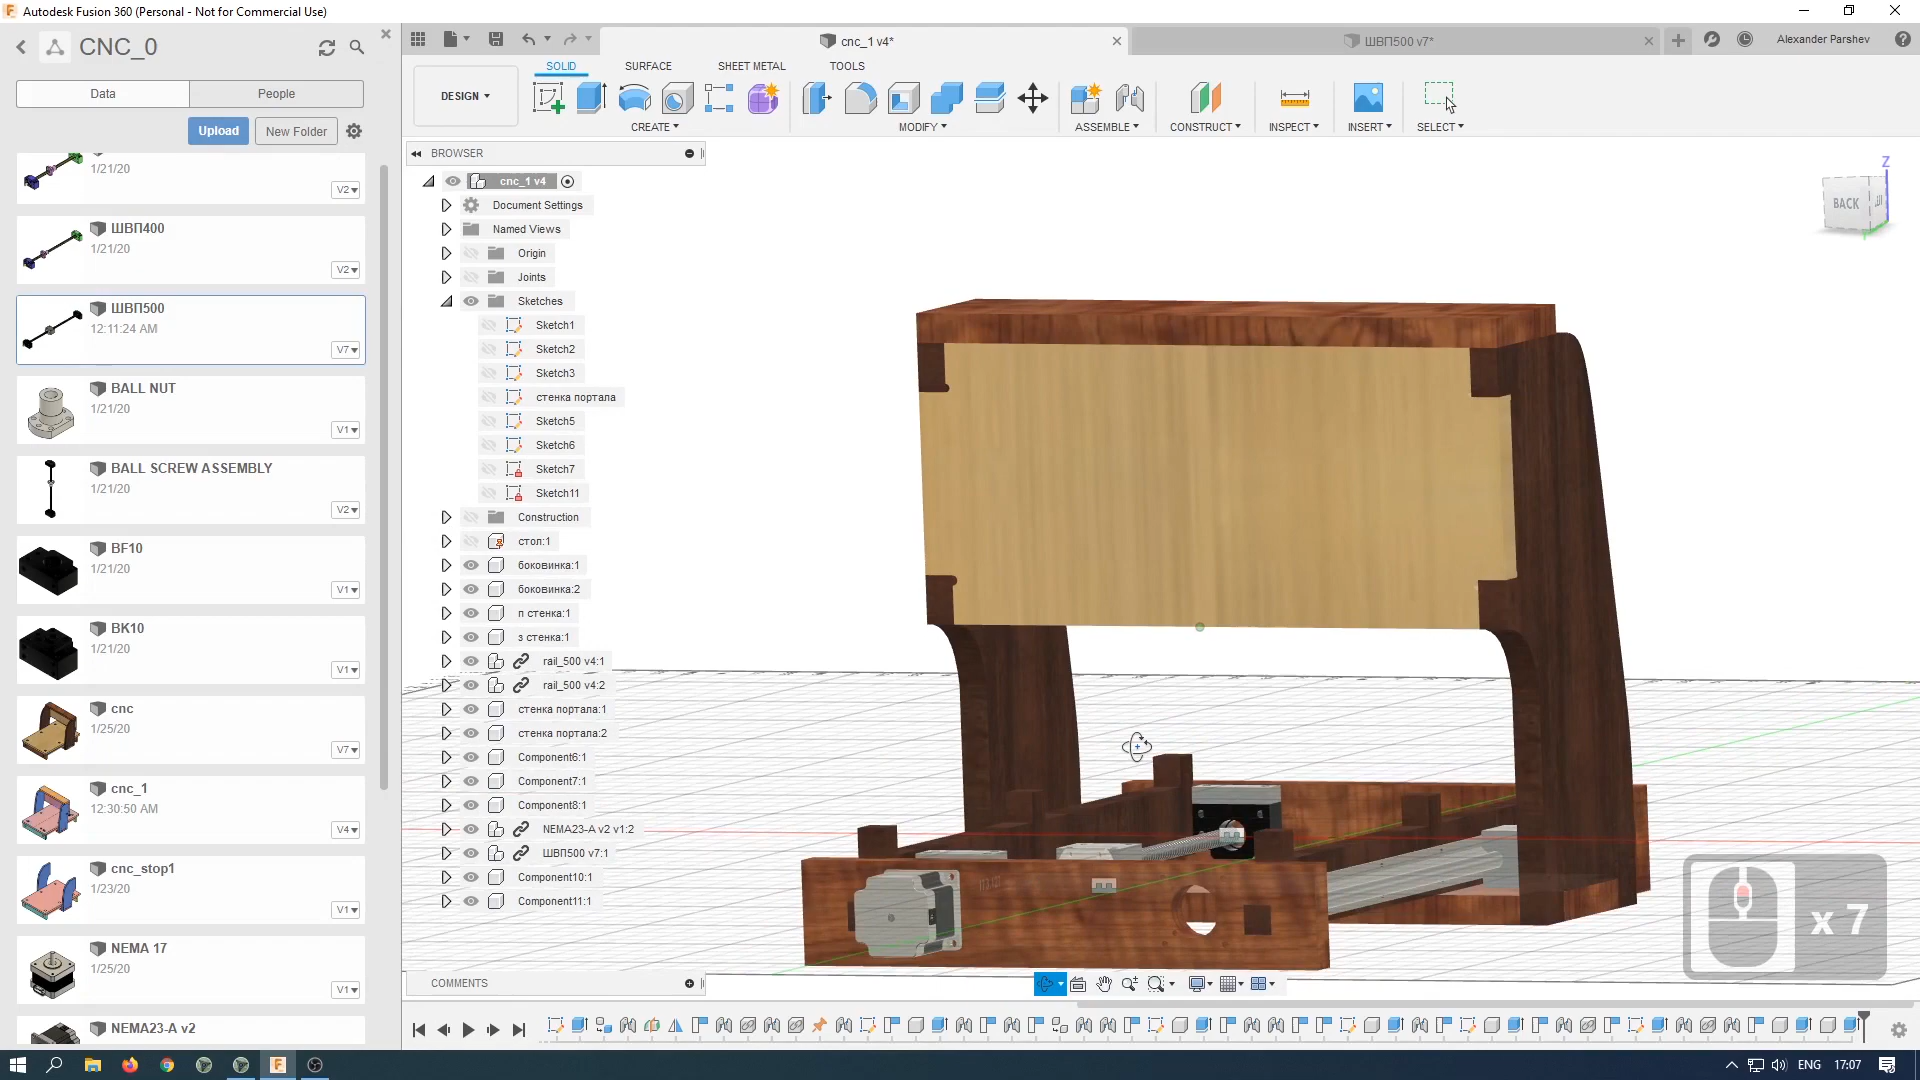 Autodesk Fusion 360 (Personal - Not for Commercial Use)
CNC_0
cnc_1 v4*
ШВП500 v7*
Alexander Parshev
Data
People
Upload
New Folder
SOLID
SURFACE
SHEET METAL
TOOLS
DESIGN
CREATE
MODIFY
ASSEMBLE
CONSTRUCT
INSPECT
INSERT
SELECT
BROWSER
1/21/20
V2
ШВП400
1/21/20
V2
ШВП500
12:11:24 AM
V7
BALL NUT
1/21/20
V1
BALL SCREW ASSEMBLY
1/21/20
V2
BF10
1/21/20
V1
BK10
1/21/20
V1
cnc
1/25/20
V7
cnc_1
12:30:50 AM
V4
cnc_stop1
1/23/20
V1
NEMA 17
1/25/20
V1
NEMA23-A v2
cnc_1 v4
Document Settings
Named Views
Origin
Joints
Sketches
Sketch1
Sketch2
Sketch3
стенка портала
Sketch5
Sketch6
Sketch7
Sketch11
Construction
стол:1
боковинка:1
боковинка:2
п стенка:1
з стенка:1
rail_500 v4:1
rail_500 v4:2
стенка портала:1
стенка портала:2
Component6:1
Component7:1
Component8:1
NEMA23-A v2 v1:2
ШВП500 v7:1
Component10:1
Component11:1
COMMENTS
Z
BACK
x 7
ENG
17:07